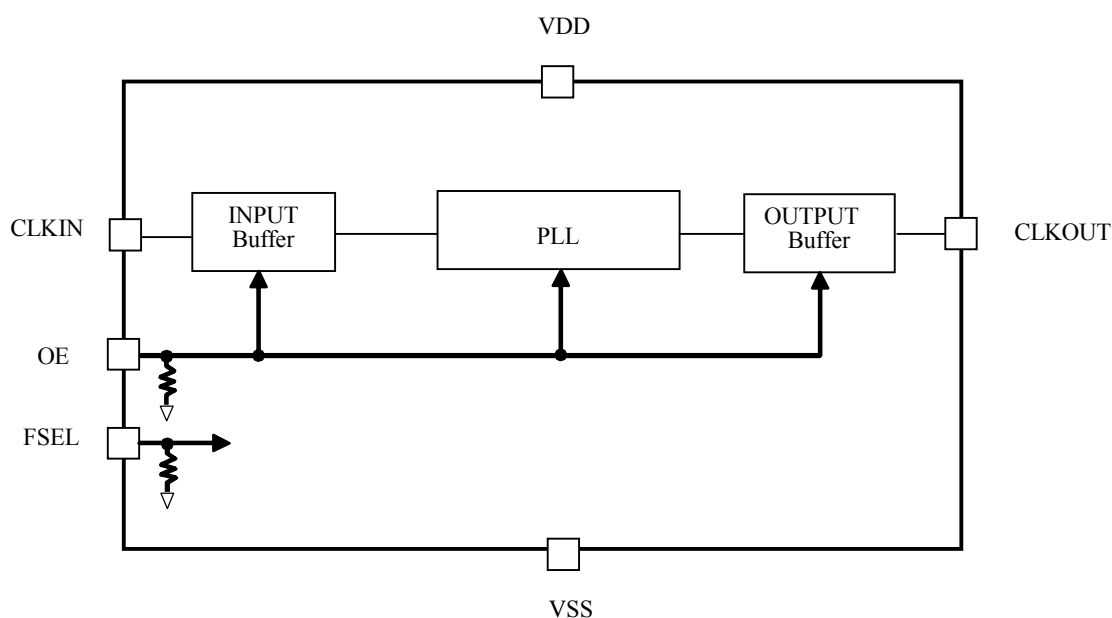 VDD
CLKIN
INPUT
Buffer
PLL
OUTPUT
Buffer
CLKOUT
OE
FSEL
VSS